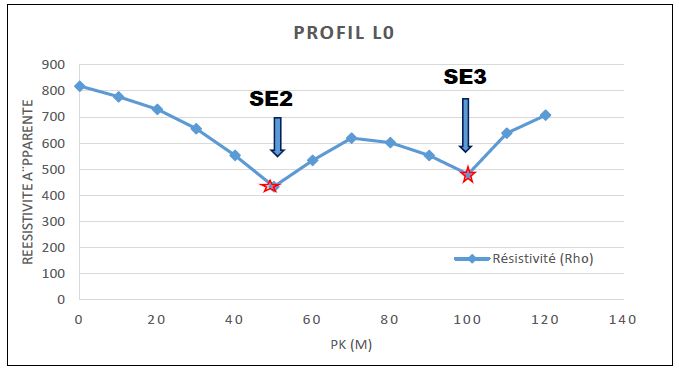 PROFIL L0
SE3
SE2
REESISTIVITE A¨PPARENTE
900
800
700
600
500
400
300
200
100
0
Résistivité (Rho)
0 20 40 60 80 100 120 140
PK (M)